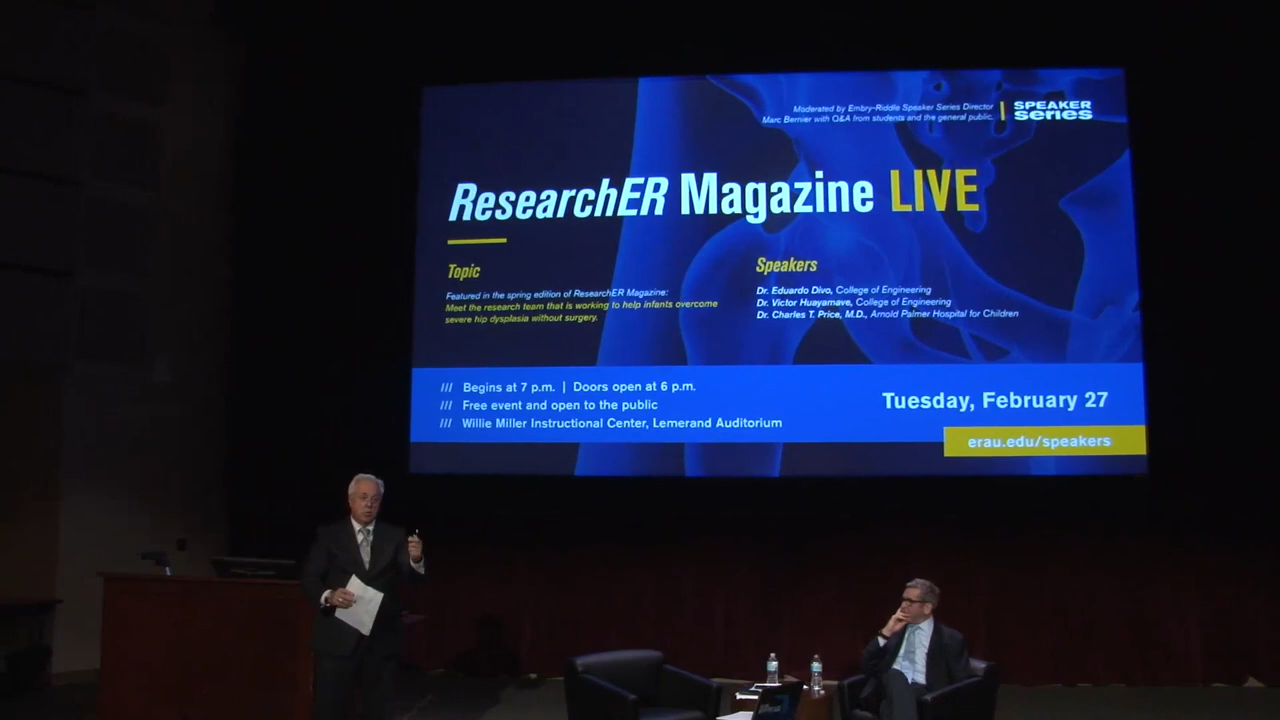 Moderated by Embry-Riddle Speaker Series Director
Marc Bernier with Q&A from students and the general public.
SPEAKER
series
ResearchER Magazine LIVE
Topic
Featured in the spring edition of ResearchER Magazine:
Meet the research team that is working to help infants overcome
severe hip dysplasia without surgery.
Speakers
Dr. Eduardo Divo, College of Engineering
Dr. Victor Huayamave, College of Engineering
Dr. Charles T. Price, M.D., Arnold Palmer Hospital for Children
/// Begins at 7 p.m. | Doors open at 6 p.m.
/// Free event and open to the public
/// Willie Miller Instructional Center, Lemerand Auditorium
Tuesday, February 27
erau.edu/speakers